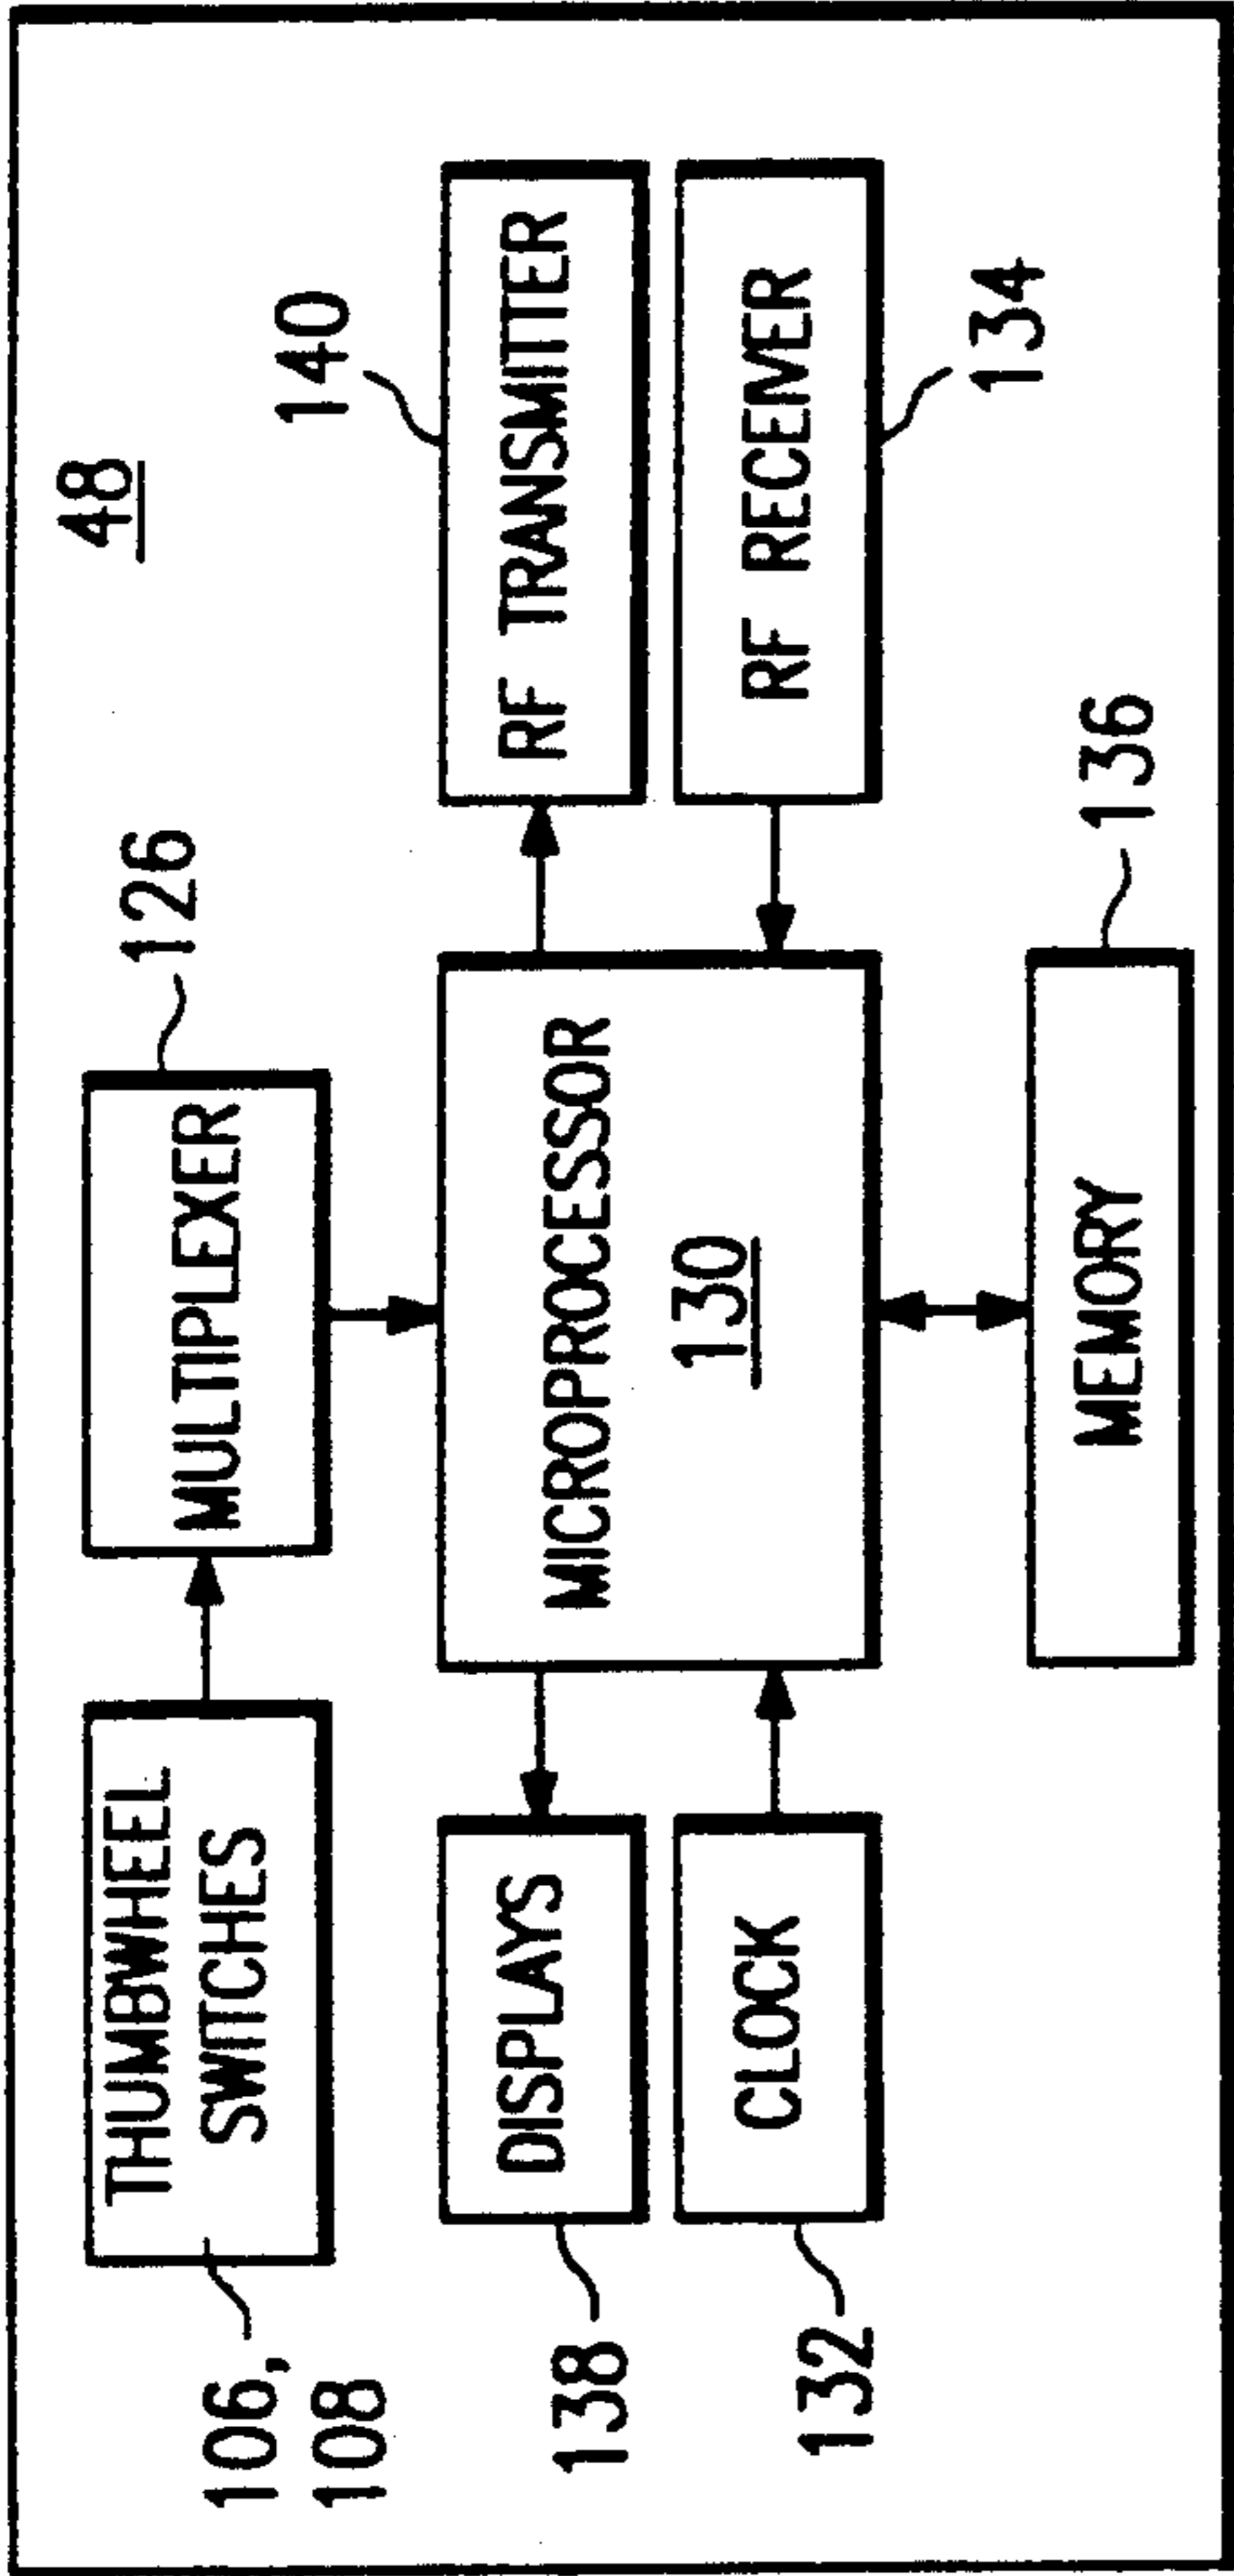 48
THUMBWHEEL
SWITCHES
106,
108
MULTIPLEXER
126
140
DISPLAYS
138
MICROPROCESSOR
130
RF TRANSMITTER
CLOCK
132
RF RECEIVER
134
MEMORY
136